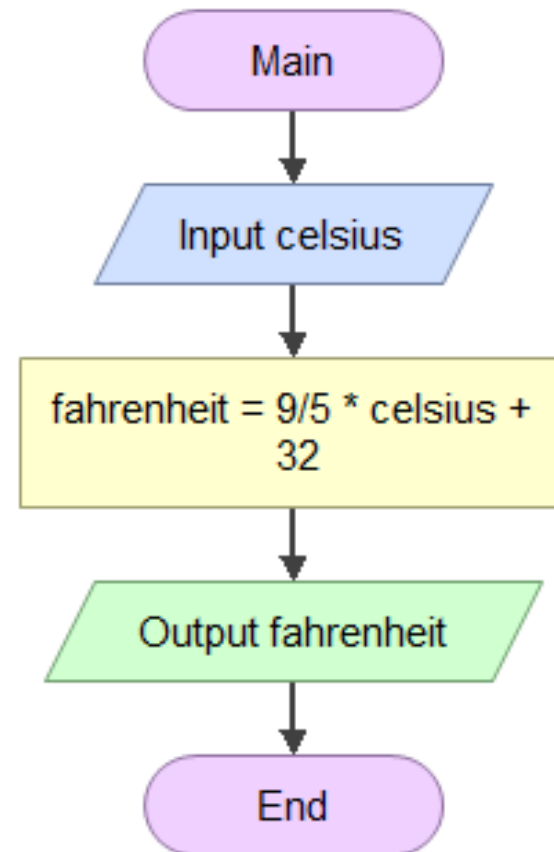 Main
Input celsius
fahrenheit = 9/5 * celsius +
32
Output fahrenheit
End